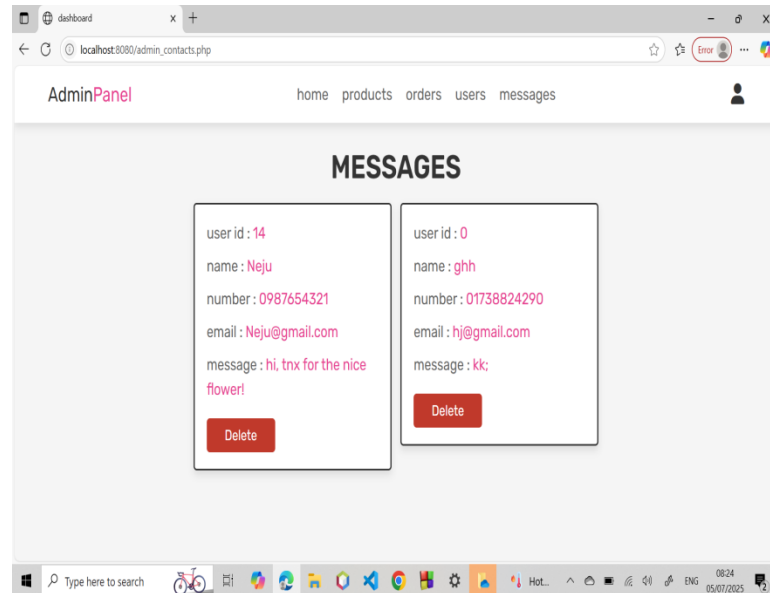 dashboard
localhost:8080/admin_contacts.php
Error
AdminPanel
home products orders users messages
MESSAGES
user id : 14
name : Neju
number : 0987654321
email : Neju@gmail.com
message : hi, tnx for the nice
flower!
Delete
user id : 0
name : ghh
number : 01738824290
email : hj@gmail.com
message : kk;
Delete
Type here to search
Hot...
ENG
08:24
05/07/2025
2